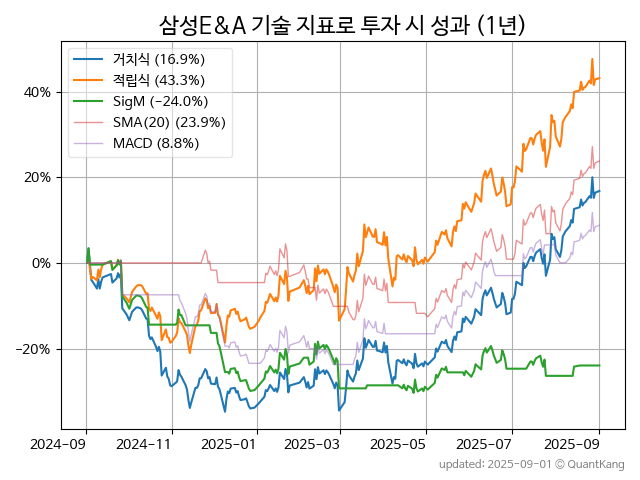 삼성E&A 기술 지표로 투자 시 성과 (1년)
거치식 (16.9%)
적립식 (43.3%)
SigM (−24.0%)
SMA(20) (23.9%)
MACD (8.8%)
40%
20%
0%
−20%
2024-09 2024-11 2025-01 2025-03 2025-05 2025-07 2025-09
updated: 2025-09-01 © QuantKang